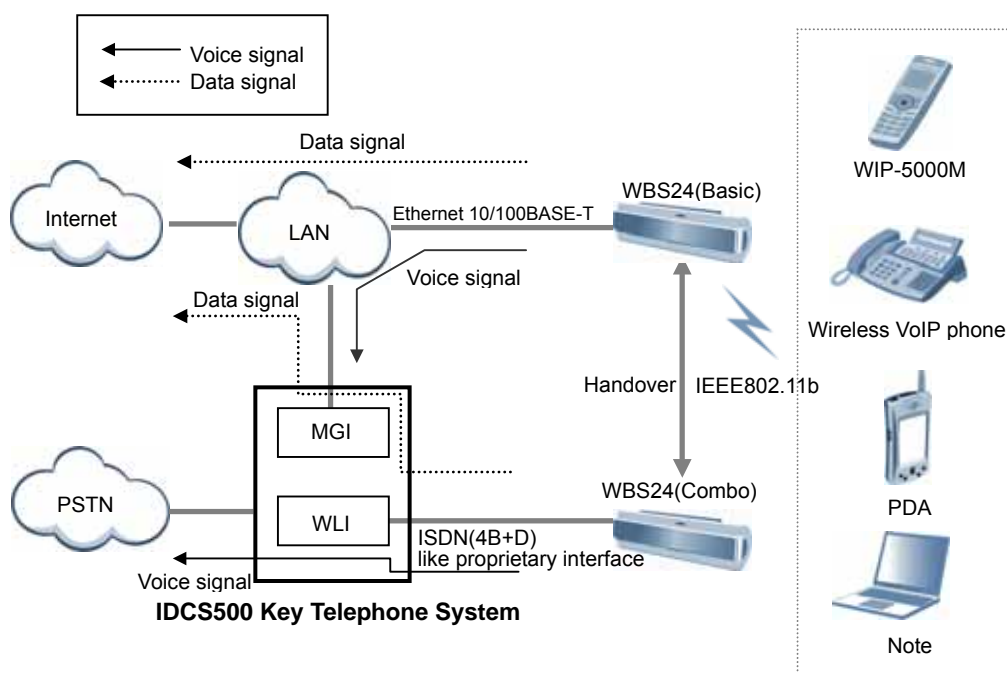 Voice signal
Data signal
Data signal
WIP-5000M
WBS24(Basic)
Internet
LAN
Ethernet 10/100BASE-T
Voice signal
Data signal
Wireless VoIP phone
Handover
IEEE802.11b
MGI
WBS24(Combo)
PDA
PSTN
WLI
ISDN(4B+D)
like proprietary interface
Voice signal
IDCS500 Key Telephone System
Note